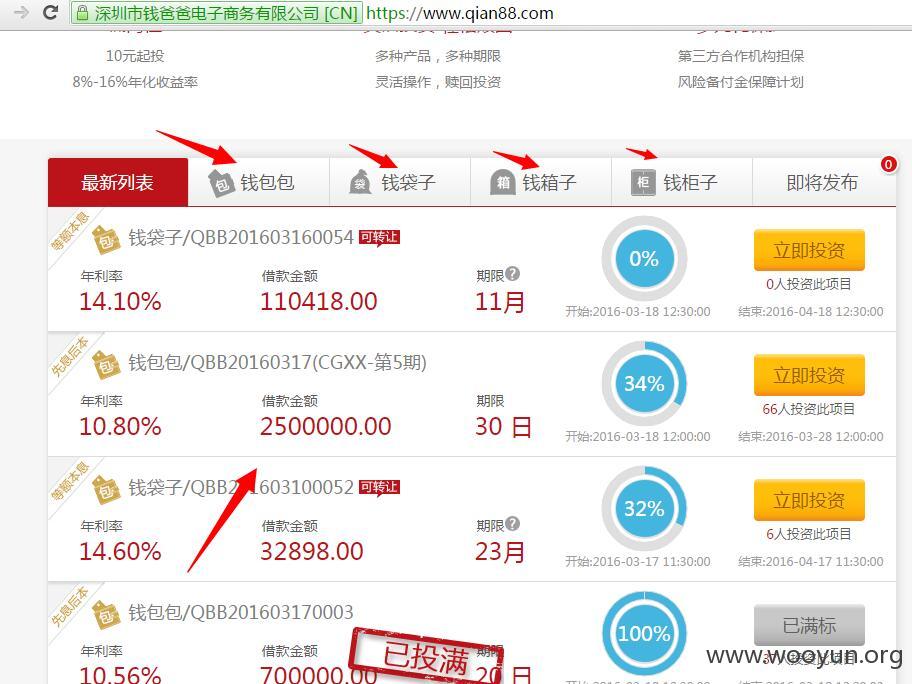 深圳市钱爸爸电子商务有限公司 [CN] https://www.qian88.com
10元起投
多种产品，多种期限
第三方合作机构担保
8%-16%年化收益率
灵活操作，赎回投资
风险备付金保障计划
最新列表
包 钱包包
袋 钱袋子
箱 钱箱子
柜 钱柜子
即将发布
0
等额本息
包
钱袋子/QBB201603160054 可转让
年利率
借款金额
期限?
14.10%
110418.00
11月
0%
开始:2016-03-18 12:30:00
立即投资
0人投资此项目
结束:2016-04-18 12:30:00
先息后本
包
钱包包/QBB20160317(CGXX-第5期)
年利率
借款金额
期限
10.80%
2500000.00
30 日
34%
开始:2016-03-18 12:00:00
立即投资
66人投资此项目
结束:2016-03-28 12:00:00
等额本息
包
钱袋子/QBB201603100052 可转让
年利率
借款金额
期限?
14.60%
32898.00
23月
32%
开始:2016-03-17 11:30:00
立即投资
6人投资此项目
结束:2016-04-17 11:30:00
先息后本
包
钱包包/QBB201603170003
年利率
借款金额
期限
10.56%
700000.00
20 日
已投满
100%
已满标
www.wooyun.org